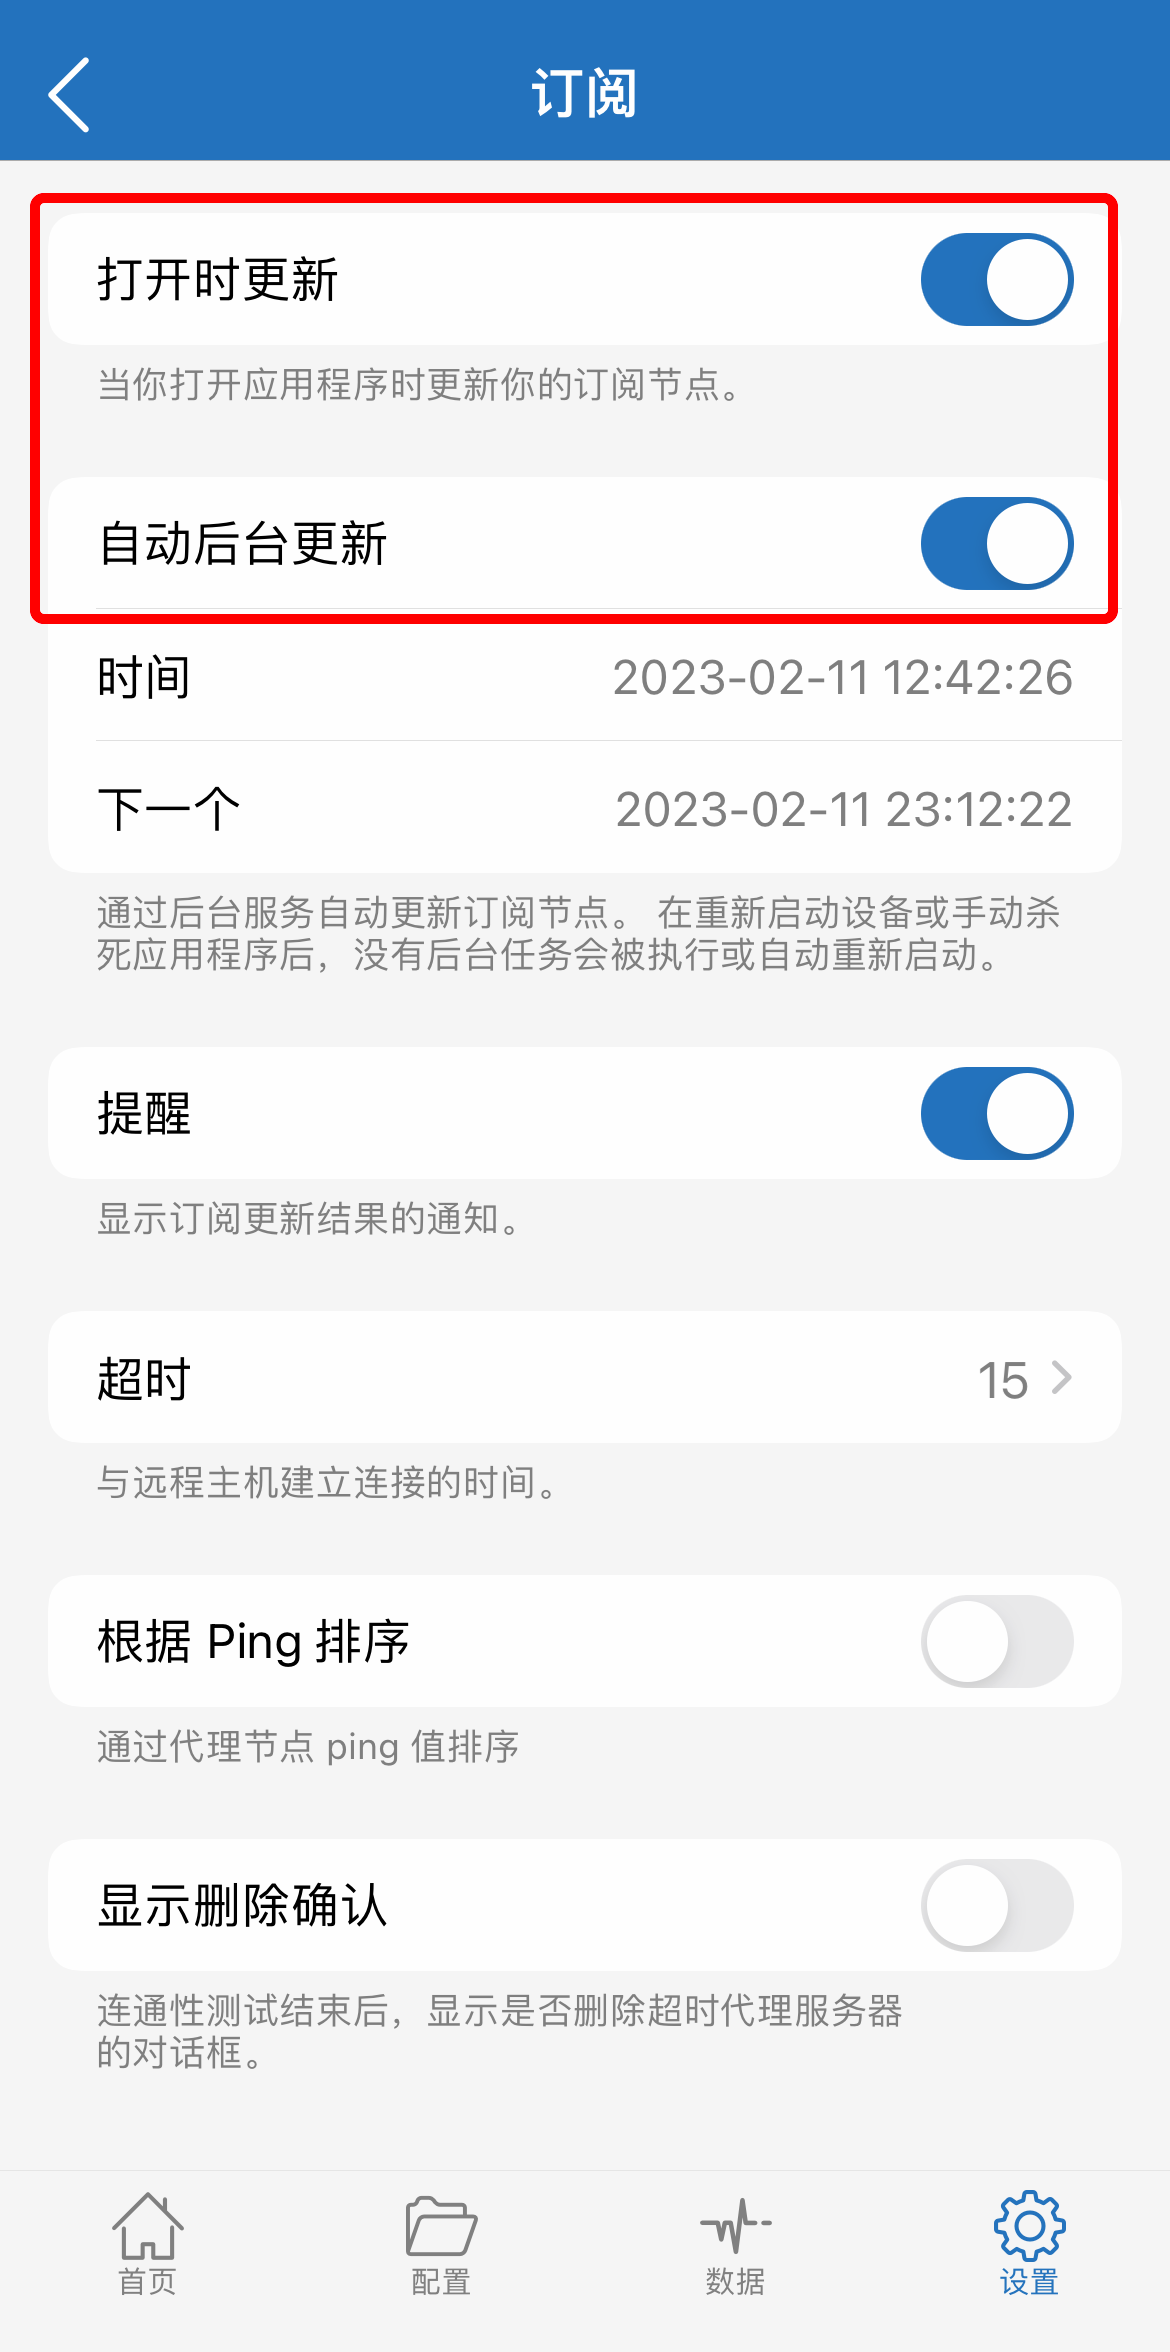 订阅
打开时更新
当你打开应用程序时更新你的订阅节点。
自动后台更新
时间 2023-02-11 12:42:26
下一个 2023-02-11 23:12:22
通过后台服务自动更新订阅节点。 在重新启动设备或手动杀
死应用程序后，没有后台任务会被执行或自动重新启动。
提醒
显示订阅更新结果的通知。
超时 15
与远程主机建立连接的时间。
根据 Ping 排序
通过代理节点 ping 值排序
显示删除确认
连通性测试结束后，显示是否删除超时代理服务器
的对话框。
首页 配置 数据 设置